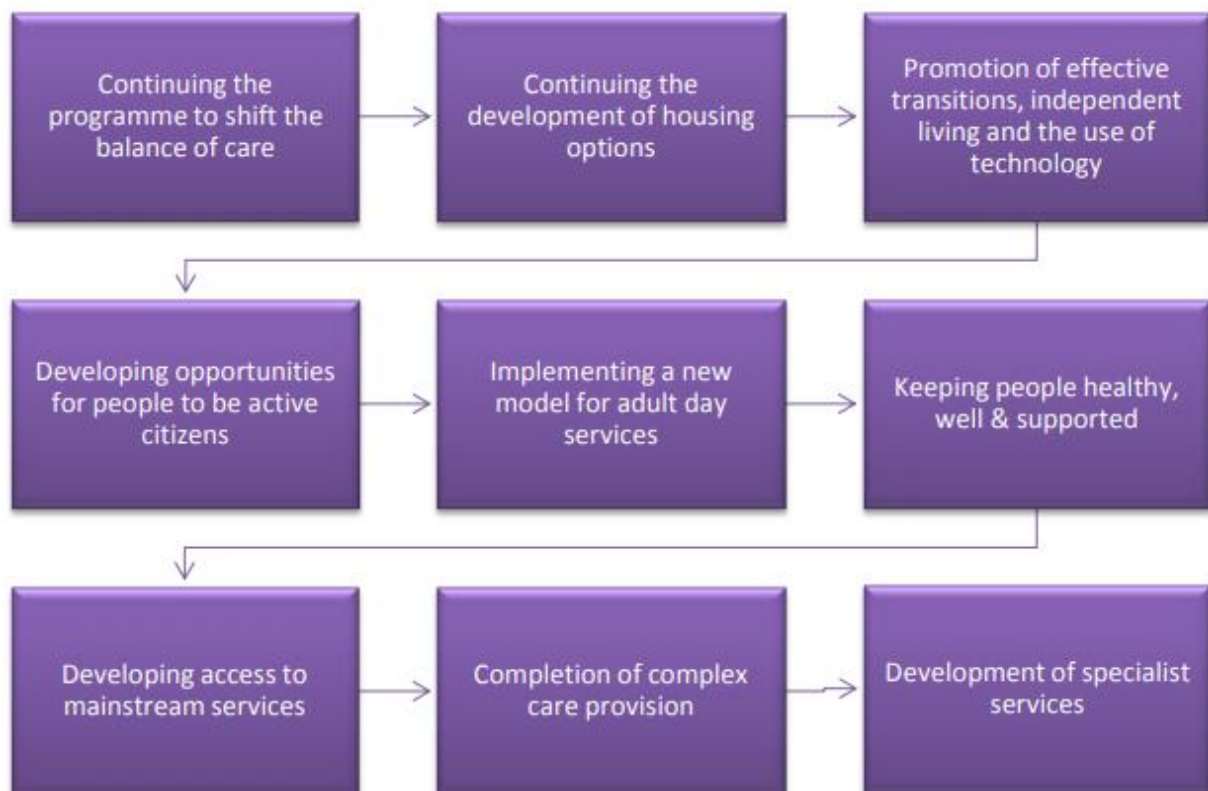 Continuing the
programme to shift the
balance of care
Continuing the
development of housing
options
Promotion of effective
transitions, independent
living and the use of
technology
Developing opportunities
for people to be active
citizens
Implementing a new
model for adult day
services
Keeping people healthy,
well & supported
Developing access to
mainstream services
Completion of complex
care provision
Development of specialist
services